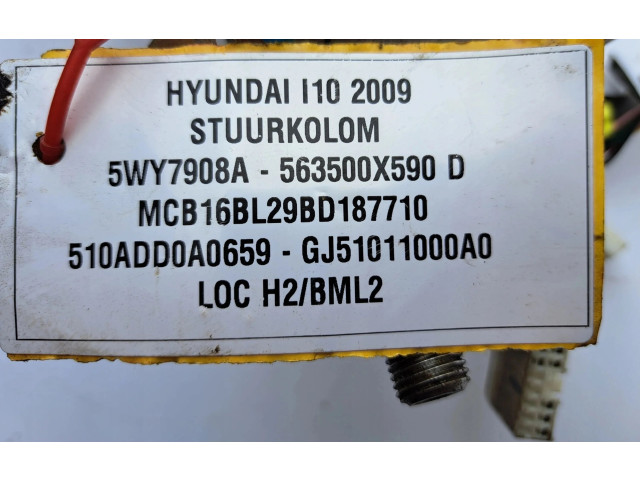 HYUNDAI I10 2009
STUURKOLOM
5WY7908A - 563500X590 D
MCB16BL29BD187710
510ADD0A0659 - GJ51011000A0
LOC H2/BML2